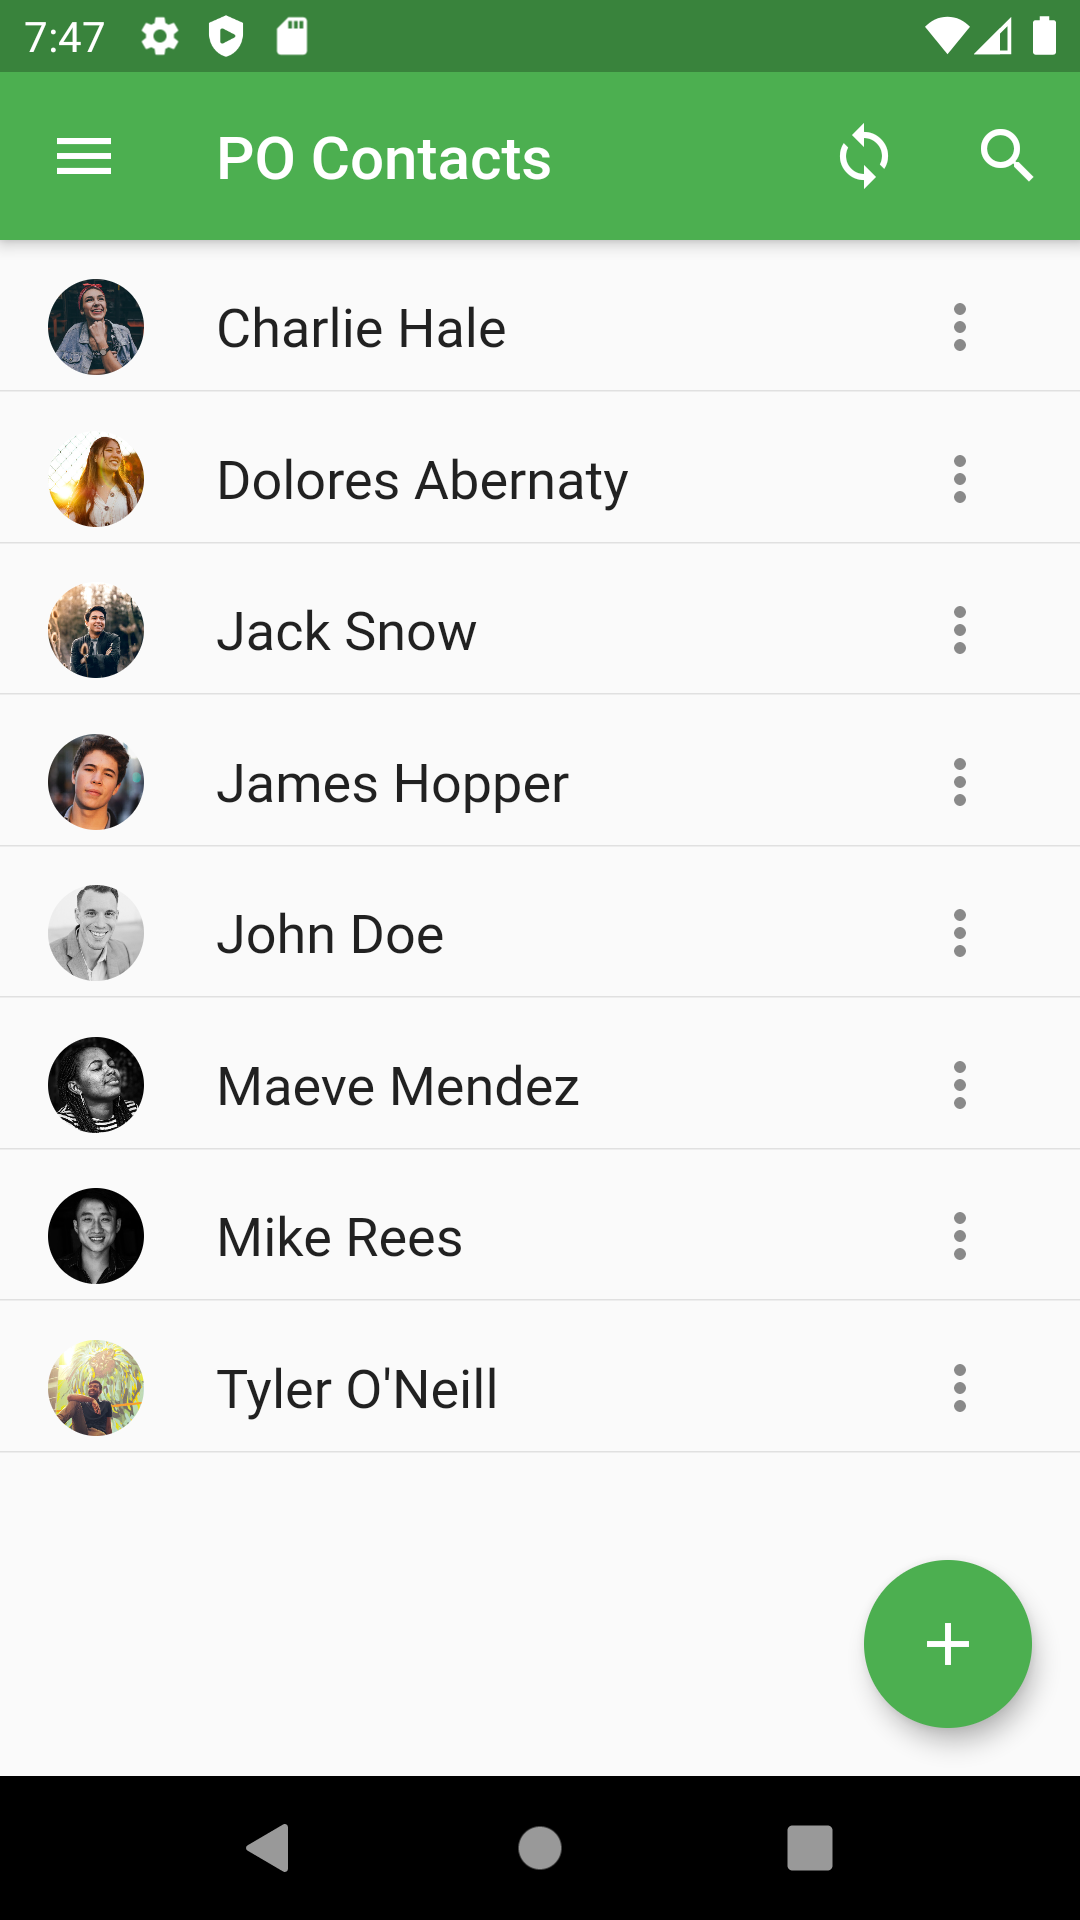 7:47
PO Contacts
Charlie Hale
Dolores Abernaty
Jack Snow
James Hopper
John Doe
Maeve Mendez
Mike Rees
Tyler O'Neill